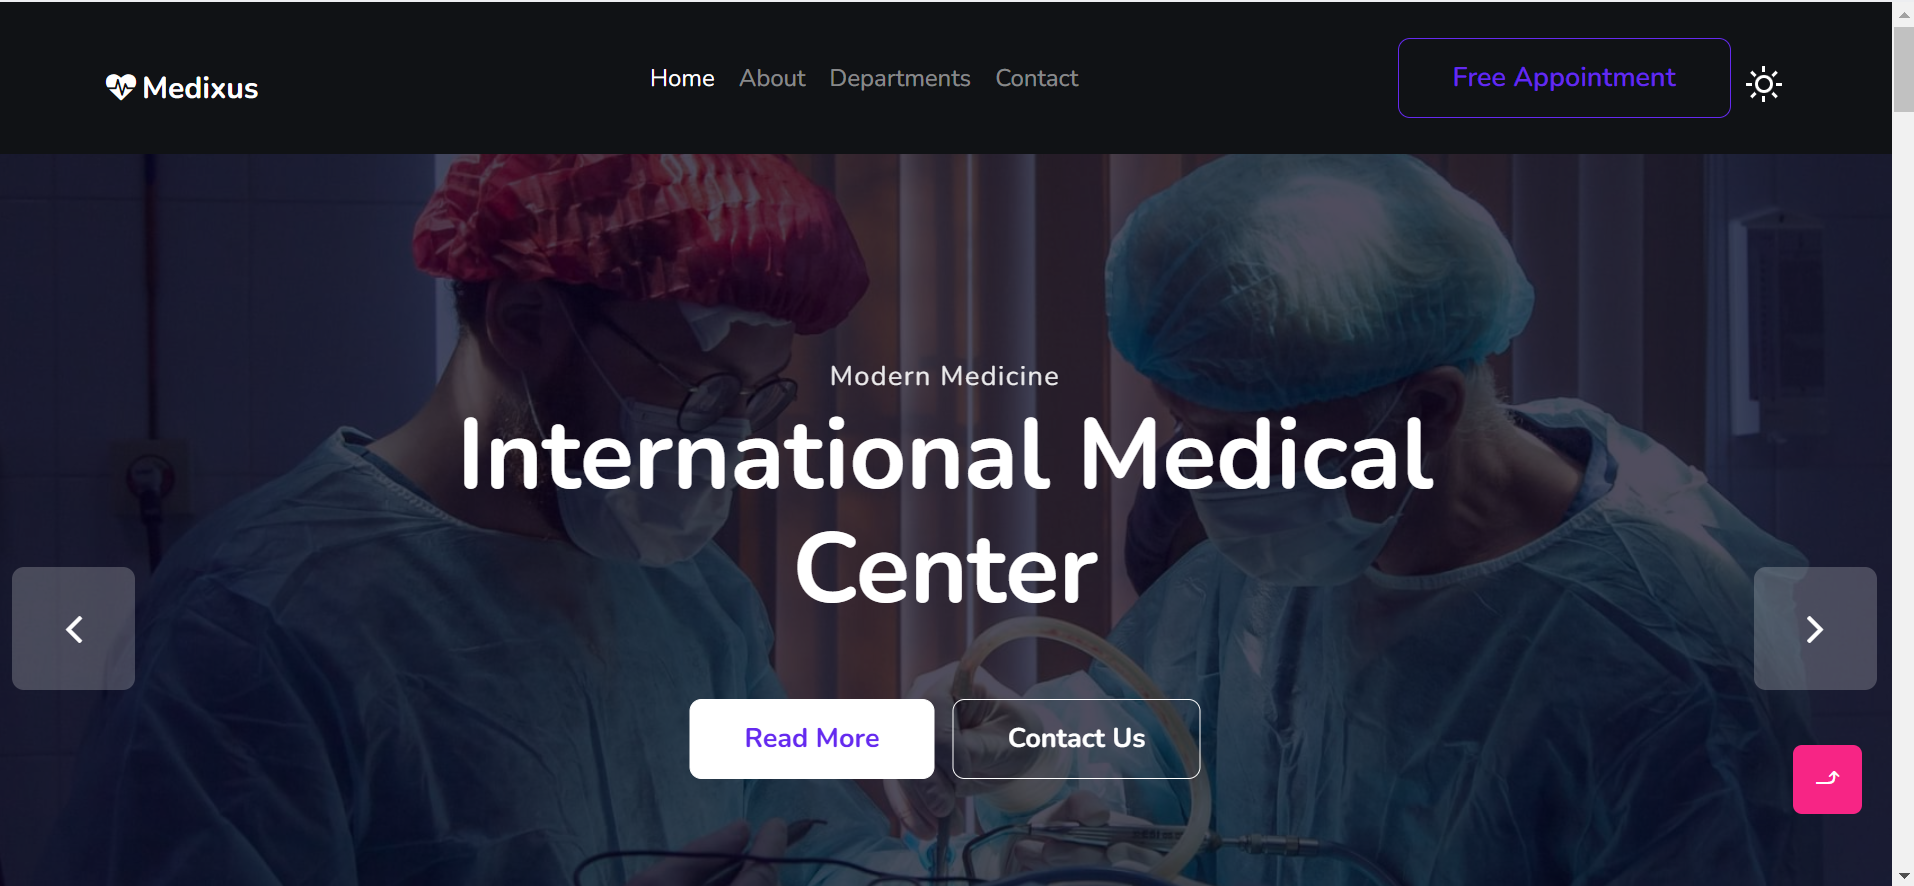 Medixus
Home About Departments Contact
Free Appointment
Modern Medicine
International Medical
Center
Read More
Contact Us